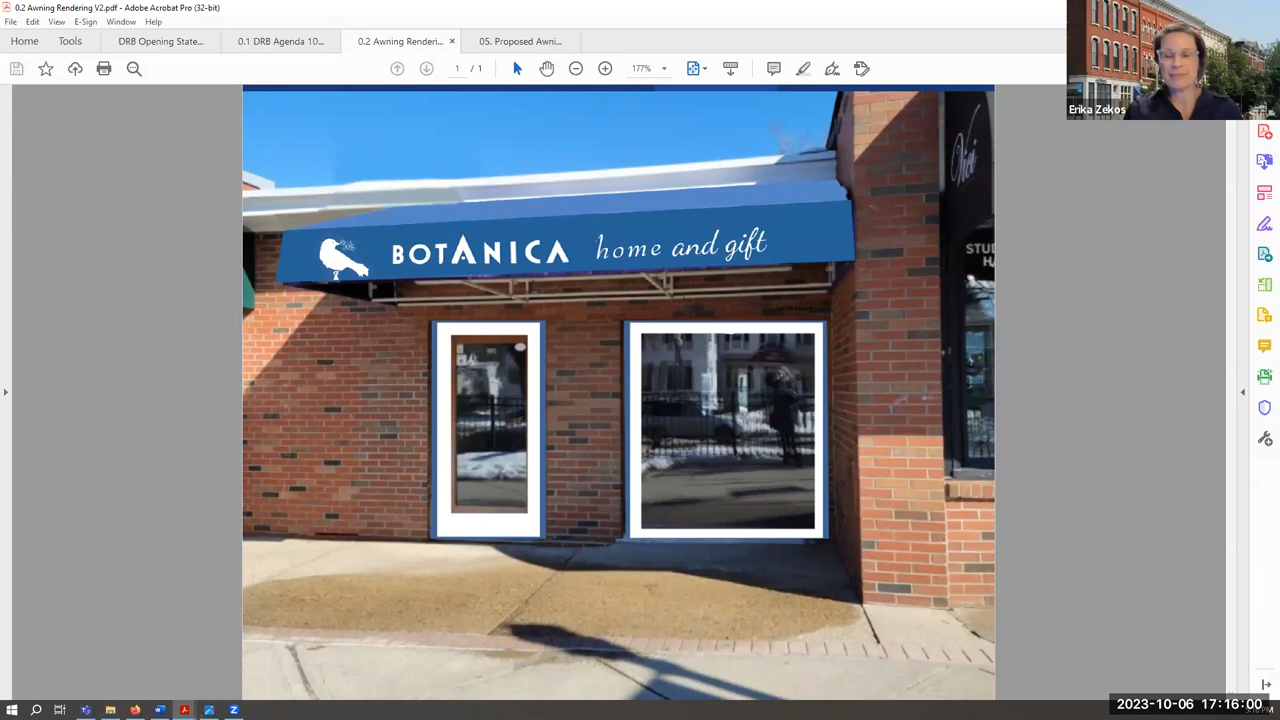 0.2 Awning Rendering V2.pdf - Adobe Acrobat Pro (32-bit)
File Edit View E-Sign Window Help
Home Tools DRB Opening State... 0.1 DRB Agenda 10... 0.2 Awning Renderi... × 05. Proposed Awni...
1 / 177%
Erika Zekos
BOTANICA home and gift
2023-10-06 17:16:00